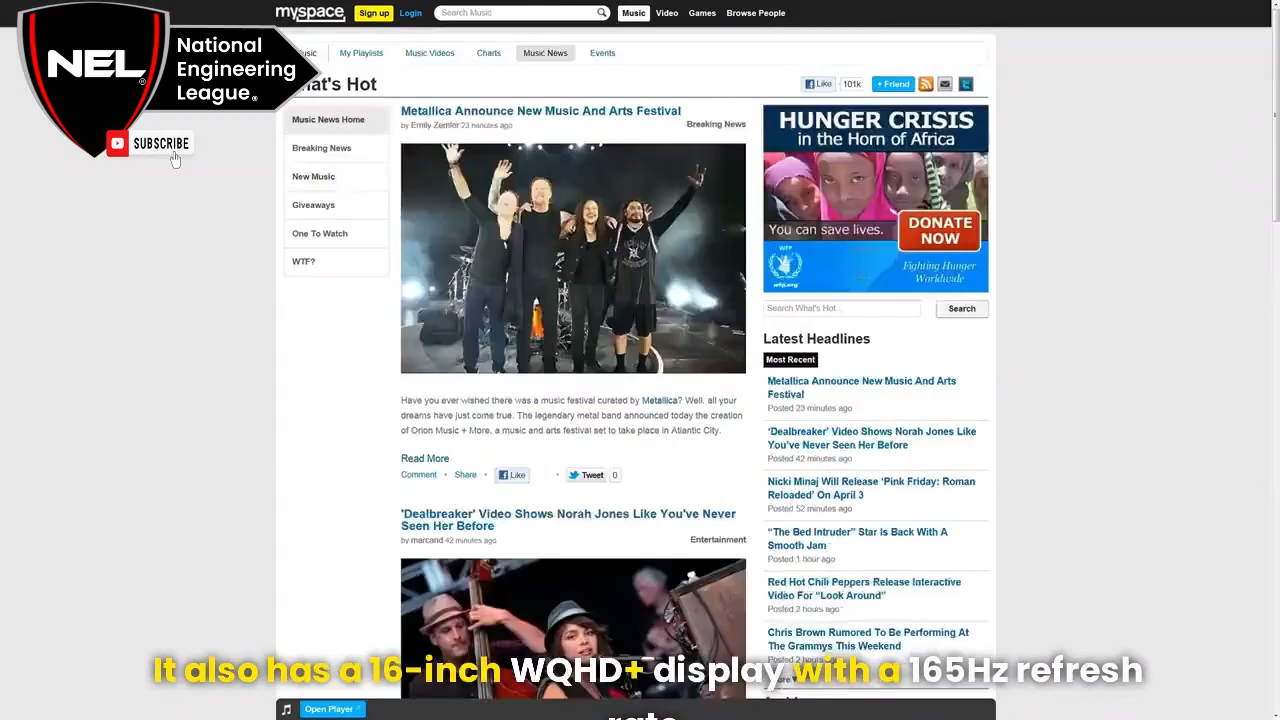 myspace
Sign up
Login
Search Music
Music
Video
Games
Browse People
NEL®
National
Engineering
League®
SUBSCRIBE
My Playlists
Music Videos
Charts
Music News
Events
Like
101k
+ Friend
Music News Home
Breaking News
New Music
Giveaways
One To Watch
WTF?
Metallica Announce New Music And Arts Festival
by Emily Zemler 23 minutes ago
Breaking News
Have you ever wished there was a music festival curated by Metallica? Well, all your
dreams have just come true. The legendary metal band announced today the creation
of Orion Music + More, a music and arts festival set to take place in Atlantic City.
Read More
Comment • Share • Like • Tweet 0
'Dealbreaker' Video Shows Norah Jones Like You've Never
Seen Her Before
by marcand 42 minutes ago
Entertainment
HUNGER CRISIS
in the Horn of Africa
You can save lives.
DONATE
NOW
WFP
wfp.org
Fighting Hunger
Worldwide
Search What's Hot...
Search
Latest Headlines
Most Recent
Metallica Announce New Music And Arts
Festival
Posted 23 minutes ago
'Dealbreaker' Video Shows Norah Jones Like
You've Never Seen Her Before
Posted 42 minutes ago
Nicki Minaj Will Release 'Pink Friday: Roman
Reloaded' On April 3
Posted 52 minutes ago
"The Bed Intruder" Star Is Back With A
Smooth Jam
Posted 1 hour ago
Red Hot Chili Peppers Release Interactive
Video For "Look Around"
Posted 2 hours ago
Chris Brown Rumored To Be Performing At
The Grammys This Weekend
It also has a 16-inch WQHD+ display with a 165Hz refresh
Open Player